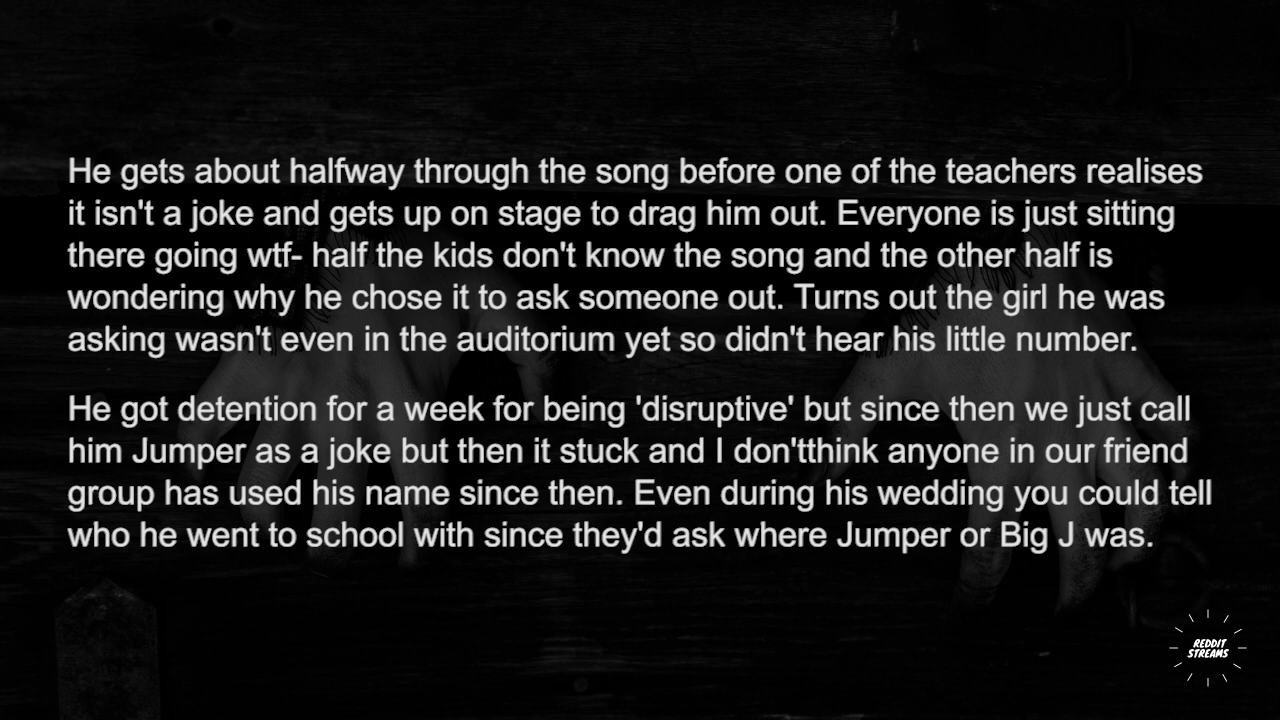 He gets about halfway through the song before one of the teachers realises
it isn't a joke and gets up on stage to drag him out. Everyone is just sitting
there going wtf- half the kids don't know the song and the other half is
wondering why he chose it to ask someone out. Turns out the girl he was
asking wasn't even in the auditorium yet so didn't hear his little number.
He got detention for a week for being 'disruptive' but since then we just call
him Jumper as a joke but then it stuck and I don'tthink anyone in our friend
group has used his name since then. Even during his wedding you could tell
who he went to school with since they'd ask where Jumper or Big J was.
REDDIT
STREAMS